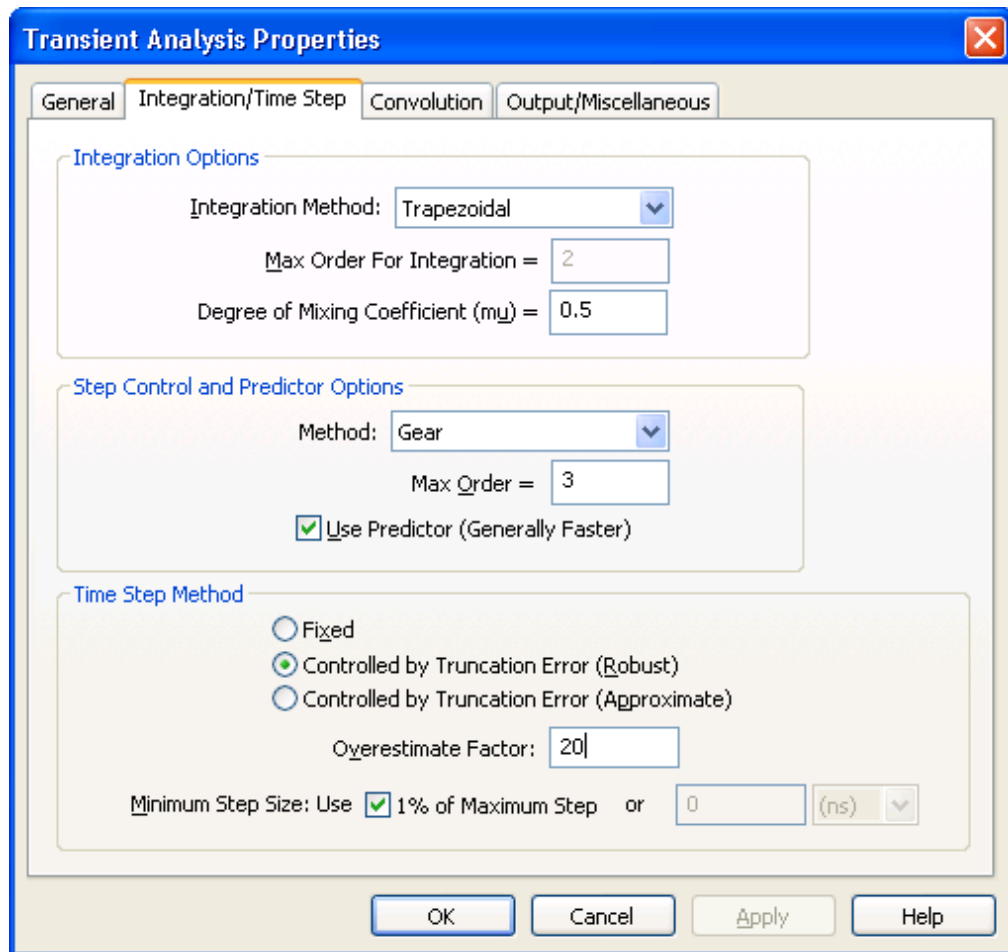 Transient Analysis Properties
General Integration/Time Step Convolution Output/Miscellaneous
Integration Options
Integration Method: Trapezoidal
Max Order For Integration = 2
Degree of Mixing Coefficient (mu) = 0.5
Step Control and Predictor Options
Method: Gear
Max Order = 3
Use Predictor (Generally Faster)
Time Step Method
Fixed
Controlled by Truncation Error (Robust)
Controlled by Truncation Error (Approximate)
Overestimate Factor: 20
Minimum Step Size: Use 1% of Maximum Step or 0 (ns)
OK Cancel Apply Help